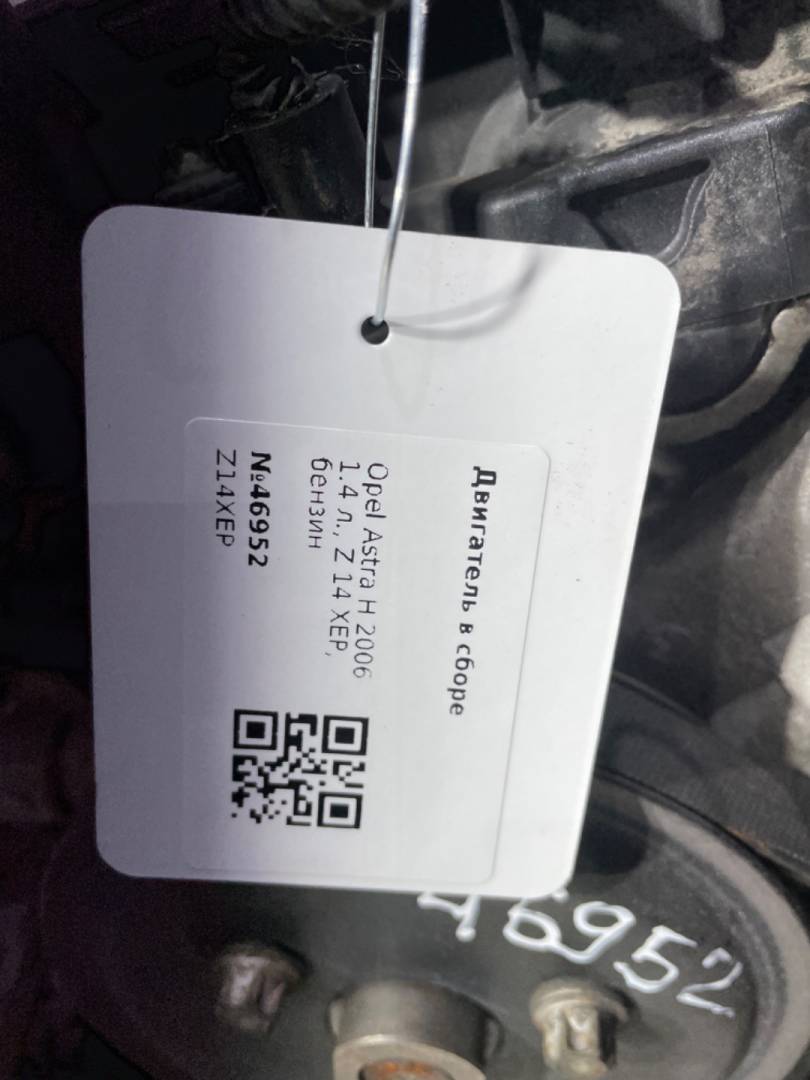 Двигатель в сборе
Opel Astra H 2006
1.4 л., Z 14 XEP,
бензин
№46952
Z14XEP
46952